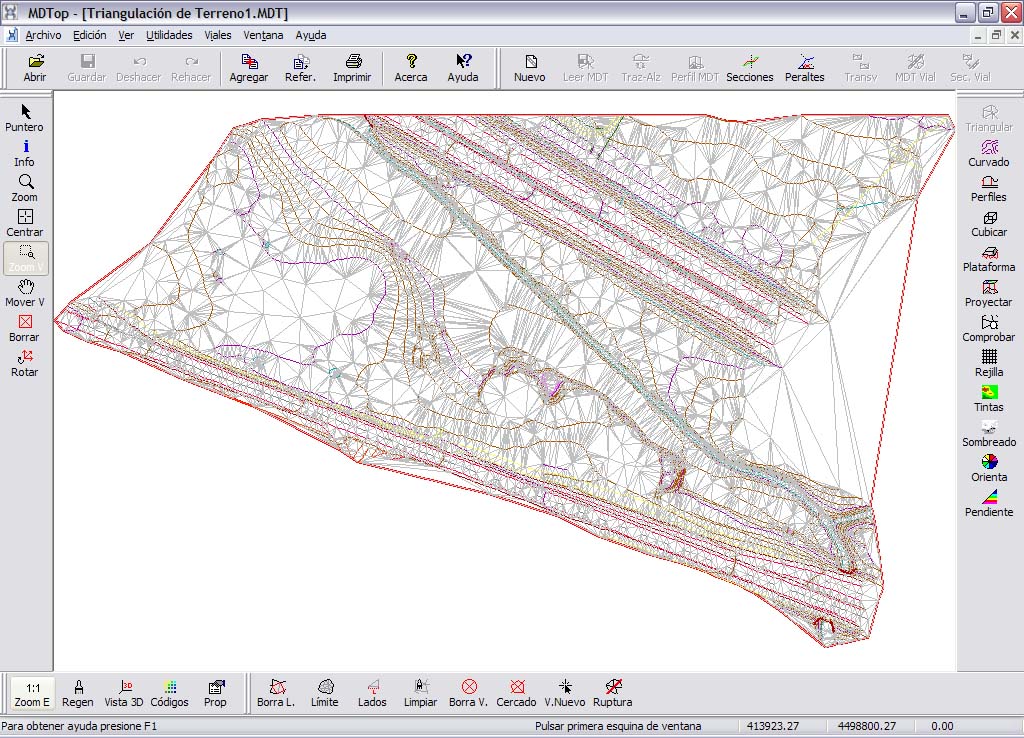 MDTop - [Triangulación de Terreno1.MDT]
Archivo Edición Ver Utilidades Viales Ventana Ayuda
Abrir Guardar Deshacer Rehacer Agregar Refer. Imprimir Acerca Ayuda Nuevo Leer MDT Traz-Alz Perfil MDT Secciones Peraltes Transv MDT Vial Sec. Vial
Puntero
Info
Zoom
Centrar
Zoom V
Mover V
Borrar
Rotar
Triangular
Curvado
Perfiles
Cubicar
Plataforma
Proyectar
Comprobar
Rejilla
Tintas
Sombreado
Orienta
Pendiente
1:1 3D
Zoom E Regen Vista 3D Códigos Prop Borra L. Límite Lados Limpiar Borra V. Cercado V.Nuevo Ruptura
Para obtener ayuda presione F1 Pulsar primera esquina de ventana 413923.27 4498800.27 0.00